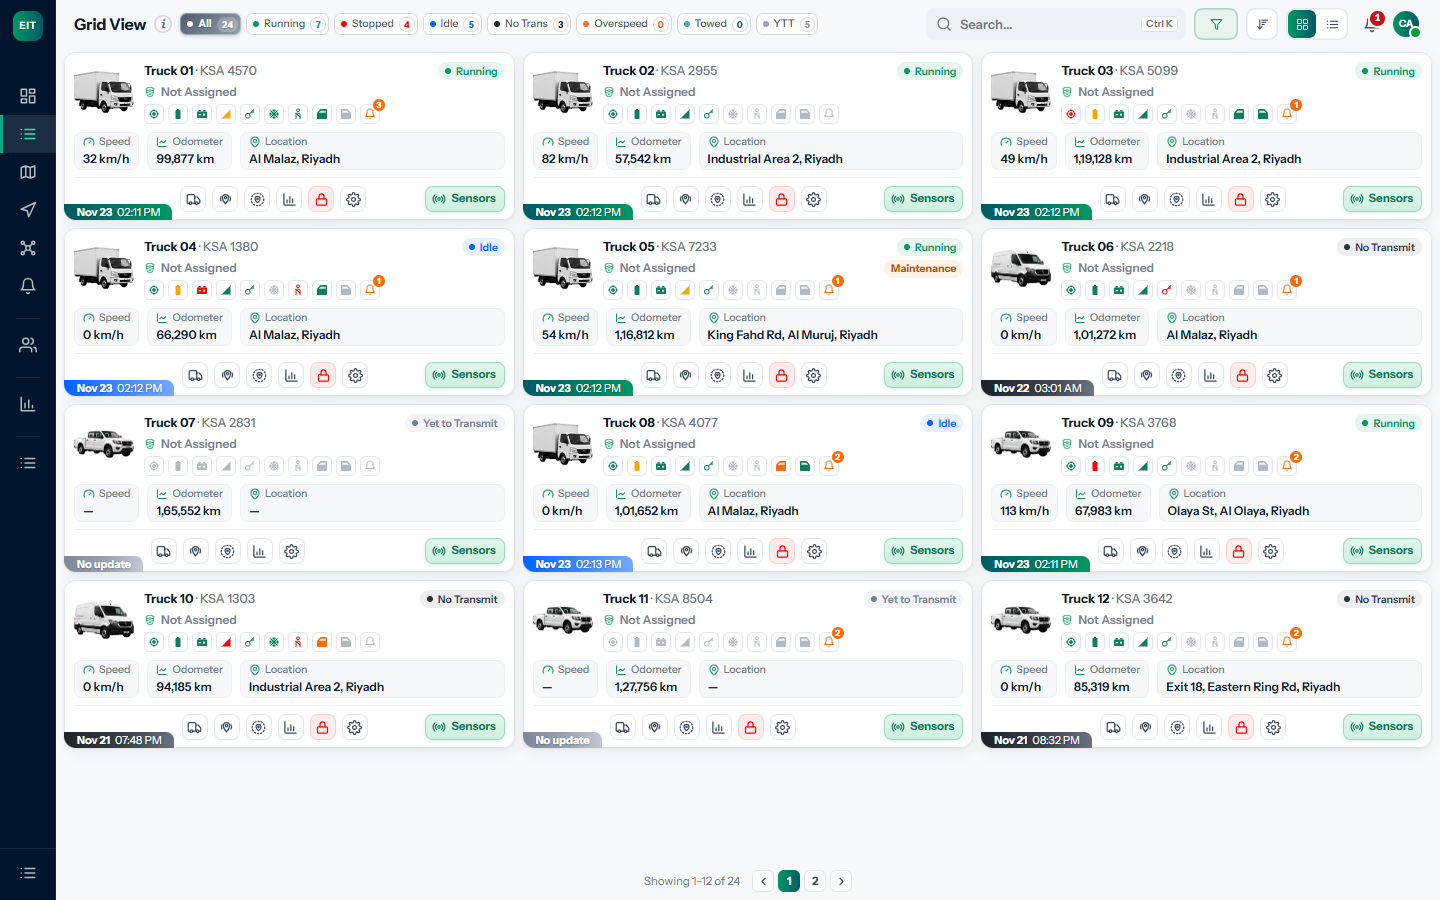 EIT
Grid View
i
All 24
Running 7
Stopped 4
Idle 5
No Trans 3
Overspeed 0
Towed 0
YTT 5
Search...
Ctrl K
1
CA
Truck 01 · KSA 4570
Running
Not Assigned
3
Speed
32 km/h
Odometer
99,877 km
Location
Al Malaz, Riyadh
Nov 23 02:11 PM
Sensors
Truck 02 · KSA 2955
Running
Not Assigned
Speed
82 km/h
Odometer
57,542 km
Location
Industrial Area 2, Riyadh
Nov 23 02:12 PM
Sensors
Truck 03 · KSA 5099
Running
Not Assigned
1
Speed
49 km/h
Odometer
1,19,128 km
Location
Industrial Area 2, Riyadh
Nov 23 02:12 PM
Sensors
Truck 04 · KSA 1380
Idle
Not Assigned
1
Speed
0 km/h
Odometer
66,290 km
Location
Al Malaz, Riyadh
Nov 23 02:12 PM
Sensors
Truck 05 · KSA 7233
Running
Not Assigned
Maintenance
1
Speed
54 km/h
Odometer
1,16,812 km
Location
King Fahd Rd, Al Muruj, Riyadh
Nov 23 02:12 PM
Sensors
Truck 06 · KSA 2218
No Transmit
Not Assigned
1
Speed
0 km/h
Odometer
1,01,272 km
Location
Al Malaz, Riyadh
Nov 22 03:01 AM
Sensors
Truck 07 · KSA 2831
Yet to Transmit
Not Assigned
Speed
—
Odometer
1,65,552 km
Location
—
No update
Sensors
Truck 08 · KSA 4077
Idle
Not Assigned
2
Speed
0 km/h
Odometer
1,01,652 km
Location
Al Malaz, Riyadh
Nov 23 02:13 PM
Sensors
Truck 09 · KSA 3768
Running
Not Assigned
2
Speed
113 km/h
Odometer
67,983 km
Location
Olaya St, Al Olaya, Riyadh
Nov 23 02:11 PM
Sensors
Truck 10 · KSA 1303
No Transmit
Not Assigned
Speed
0 km/h
Odometer
94,185 km
Location
Industrial Area 2, Riyadh
Nov 21 07:48 PM
Sensors
Truck 11 · KSA 8504
Yet to Transmit
Not Assigned
2
Speed
—
Odometer
1,27,756 km
Location
—
No update
Sensors
Truck 12 · KSA 3642
No Transmit
Not Assigned
2
Speed
0 km/h
Odometer
85,319 km
Location
Exit 18, Eastern Ring Rd, Riyadh
Nov 21 08:32 PM
Sensors
Showing 1–12 of 24
1
2